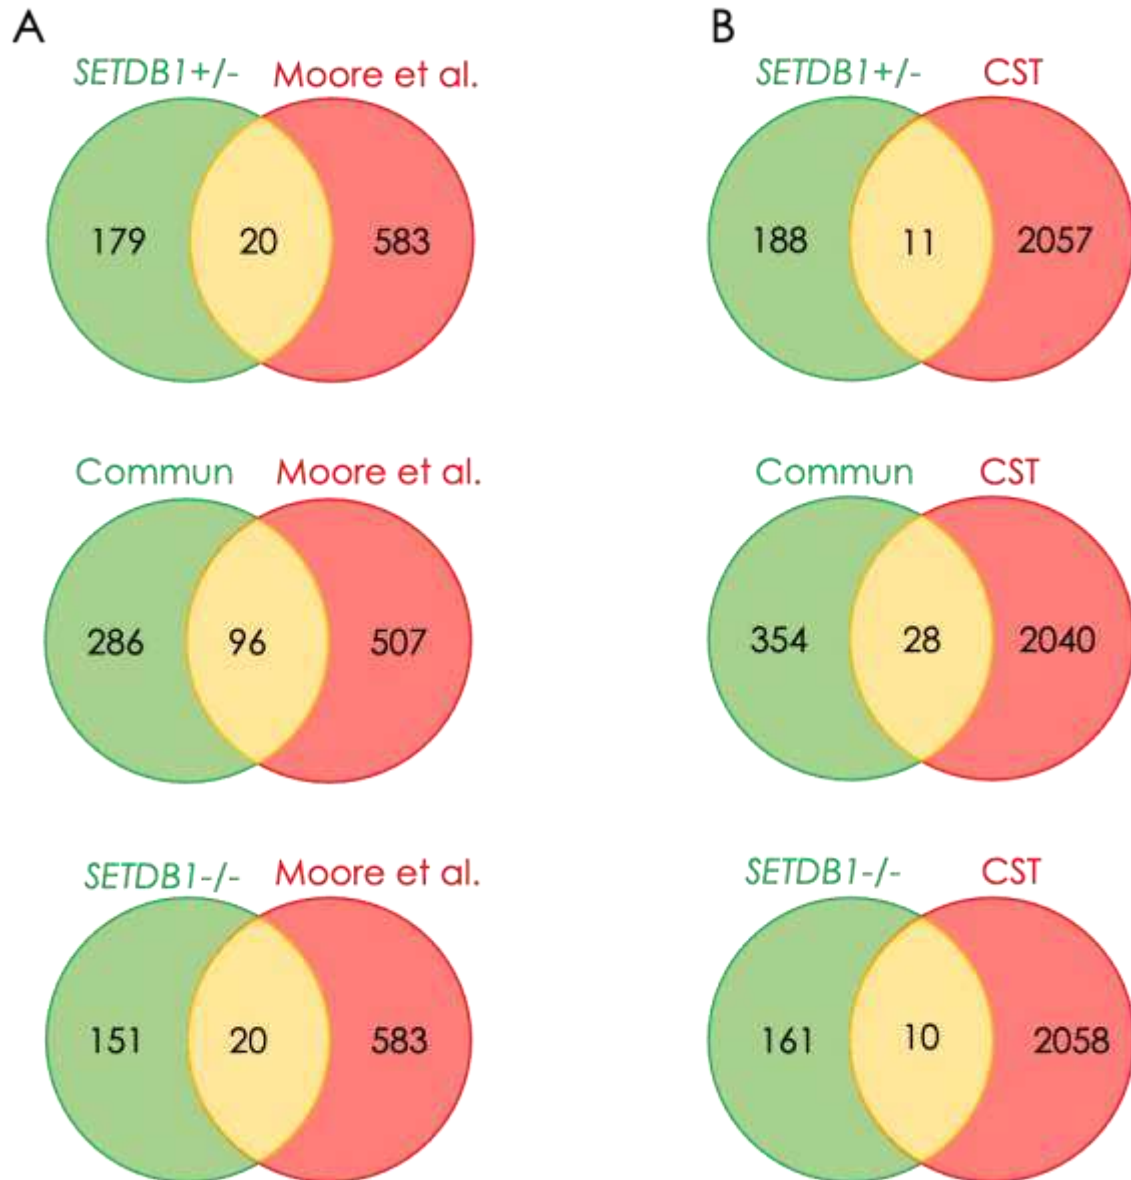 A
B
SETDB1+/- Moore et al.
SETDB1+/- CST
179 20 583
188 11 2057
Commun Moore et al.
Commun CST
286 96 507
354 28 2040
SETDB1-/- Moore et al.
SETDB1-/- CST
151 20 583
161 10 2058